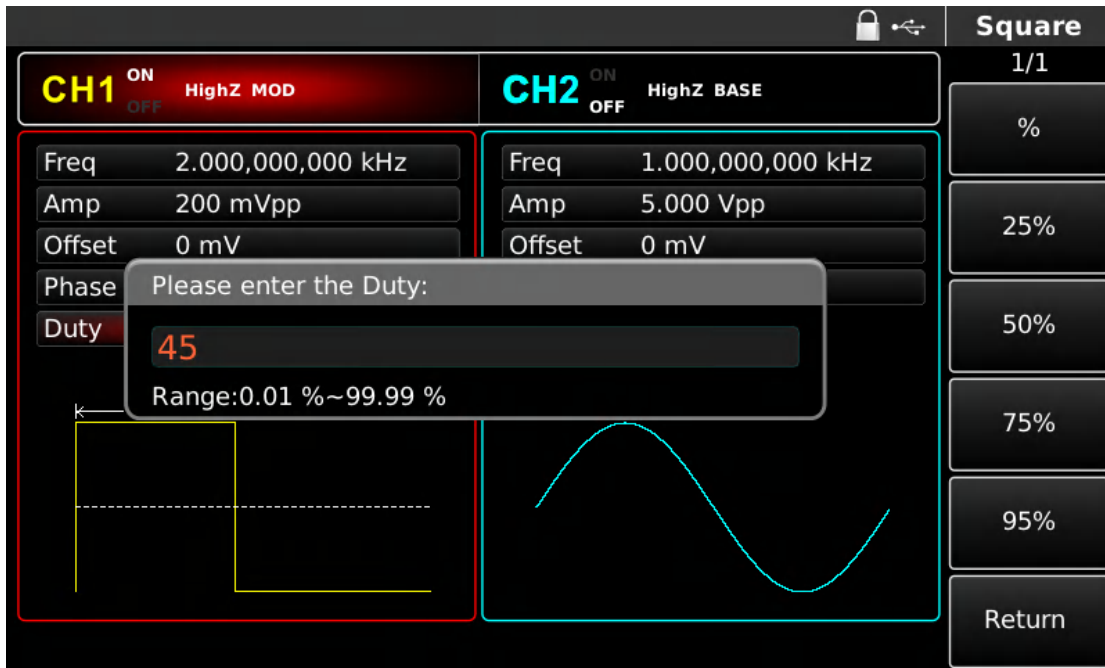 Square
1/1
CH1 ON OFF HighZ MOD
CH2 ON OFF HighZ BASE
Freq 2.000,000,000 kHz
Amp 200 mVpp
Offset 0 mV
Phase
Duty
Freq 1.000,000,000 kHz
Amp 5.000 Vpp
Offset 0 mV
Please enter the Duty:
45
Range:0.01 %~99.99 %
%
25%
50%
75%
95%
Return